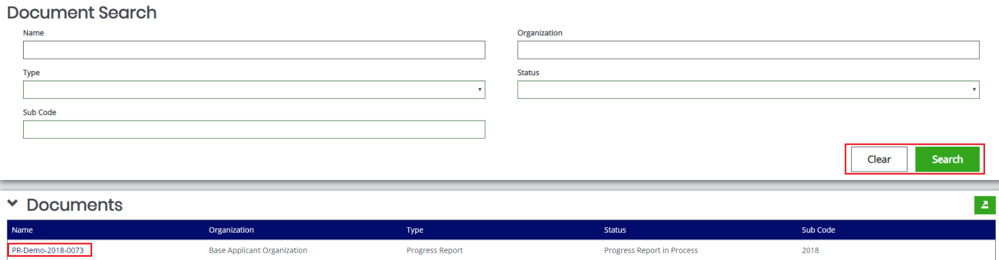 Document Search
Name Organization
Type Status
Sub Code
Clear Search
Documents
Name Organization Type Status Sub Code
PR-Demo-2018-0073 Base Applicant Organization Progress Report Progress Report in Process 2018